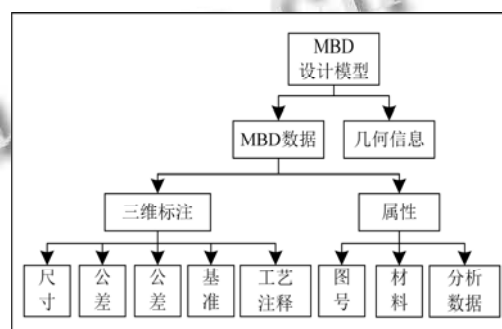 MBD
设计模型
MBD数据
几何信息
三维标注
属性
尺寸
公差
公差
基准
工艺
注释
图号
材料
分析
数据